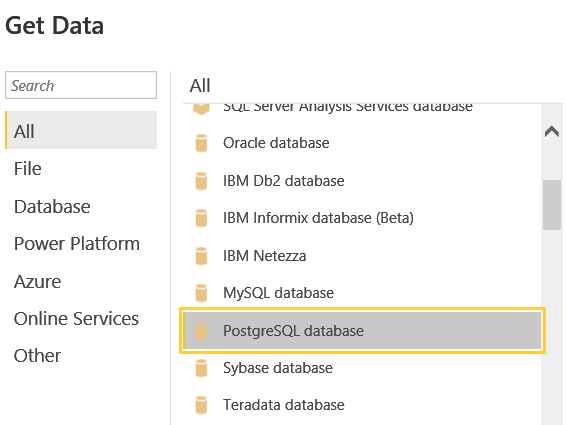 Get Data
Search
All
File
Database
Power Platform
Azure
Online Services
Other
All
SQL Server Analysis Services database
Oracle database
IBM Db2 database
IBM Informix database (Beta)
IBM Netezza
MySQL database
PostgreSQL database
Sybase database
Teradata database